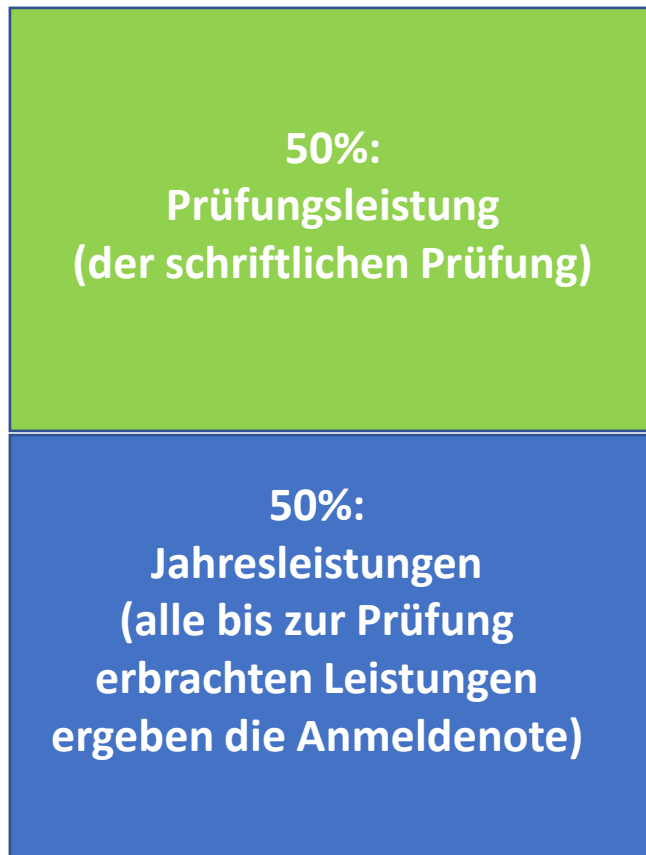 50%:
Prüfungsleistung
(der schriftlichen Prüfung)
50%:
Jahresleistungen
(alle bis zur Prüfung
erbrachten Leistungen
ergeben die Anmeldenote)